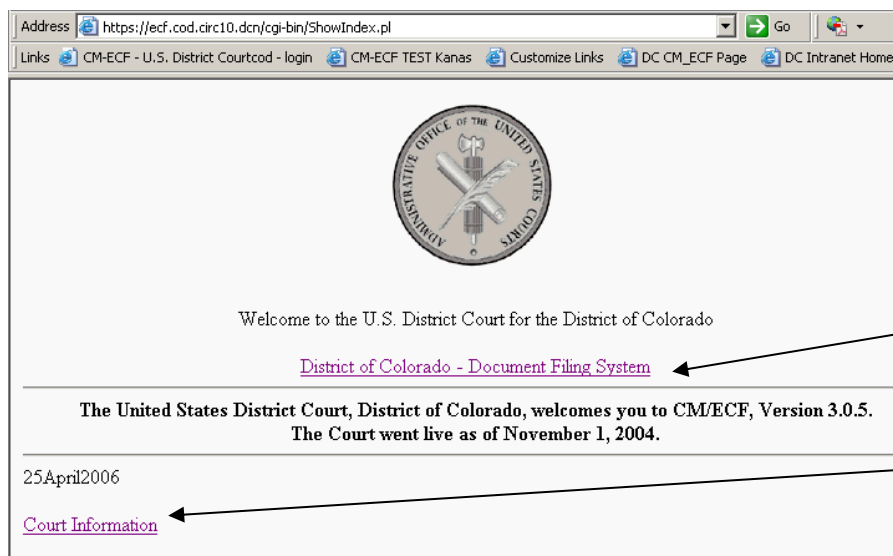 Address https://ecf.cod.circ10.dcn/cgi-bin/ShowIndex.pl Go
Links CM-ECF - U.S. District Courtcod - login CM-ECF TEST Kanas Customize Links DC CM_ECF Page DC Intranet Home
ADMINISTRATIVE OFFICE OF THE UNITED STATES COURTS
Welcome to the U.S. District Court for the District of Colorado
District of Colorado - Document Filing System
The United States District Court, District of Colorado, welcomes you to CM/ECF, Version 3.0.5.
The Court went live as of November 1, 2004.
25April2006
Court Information